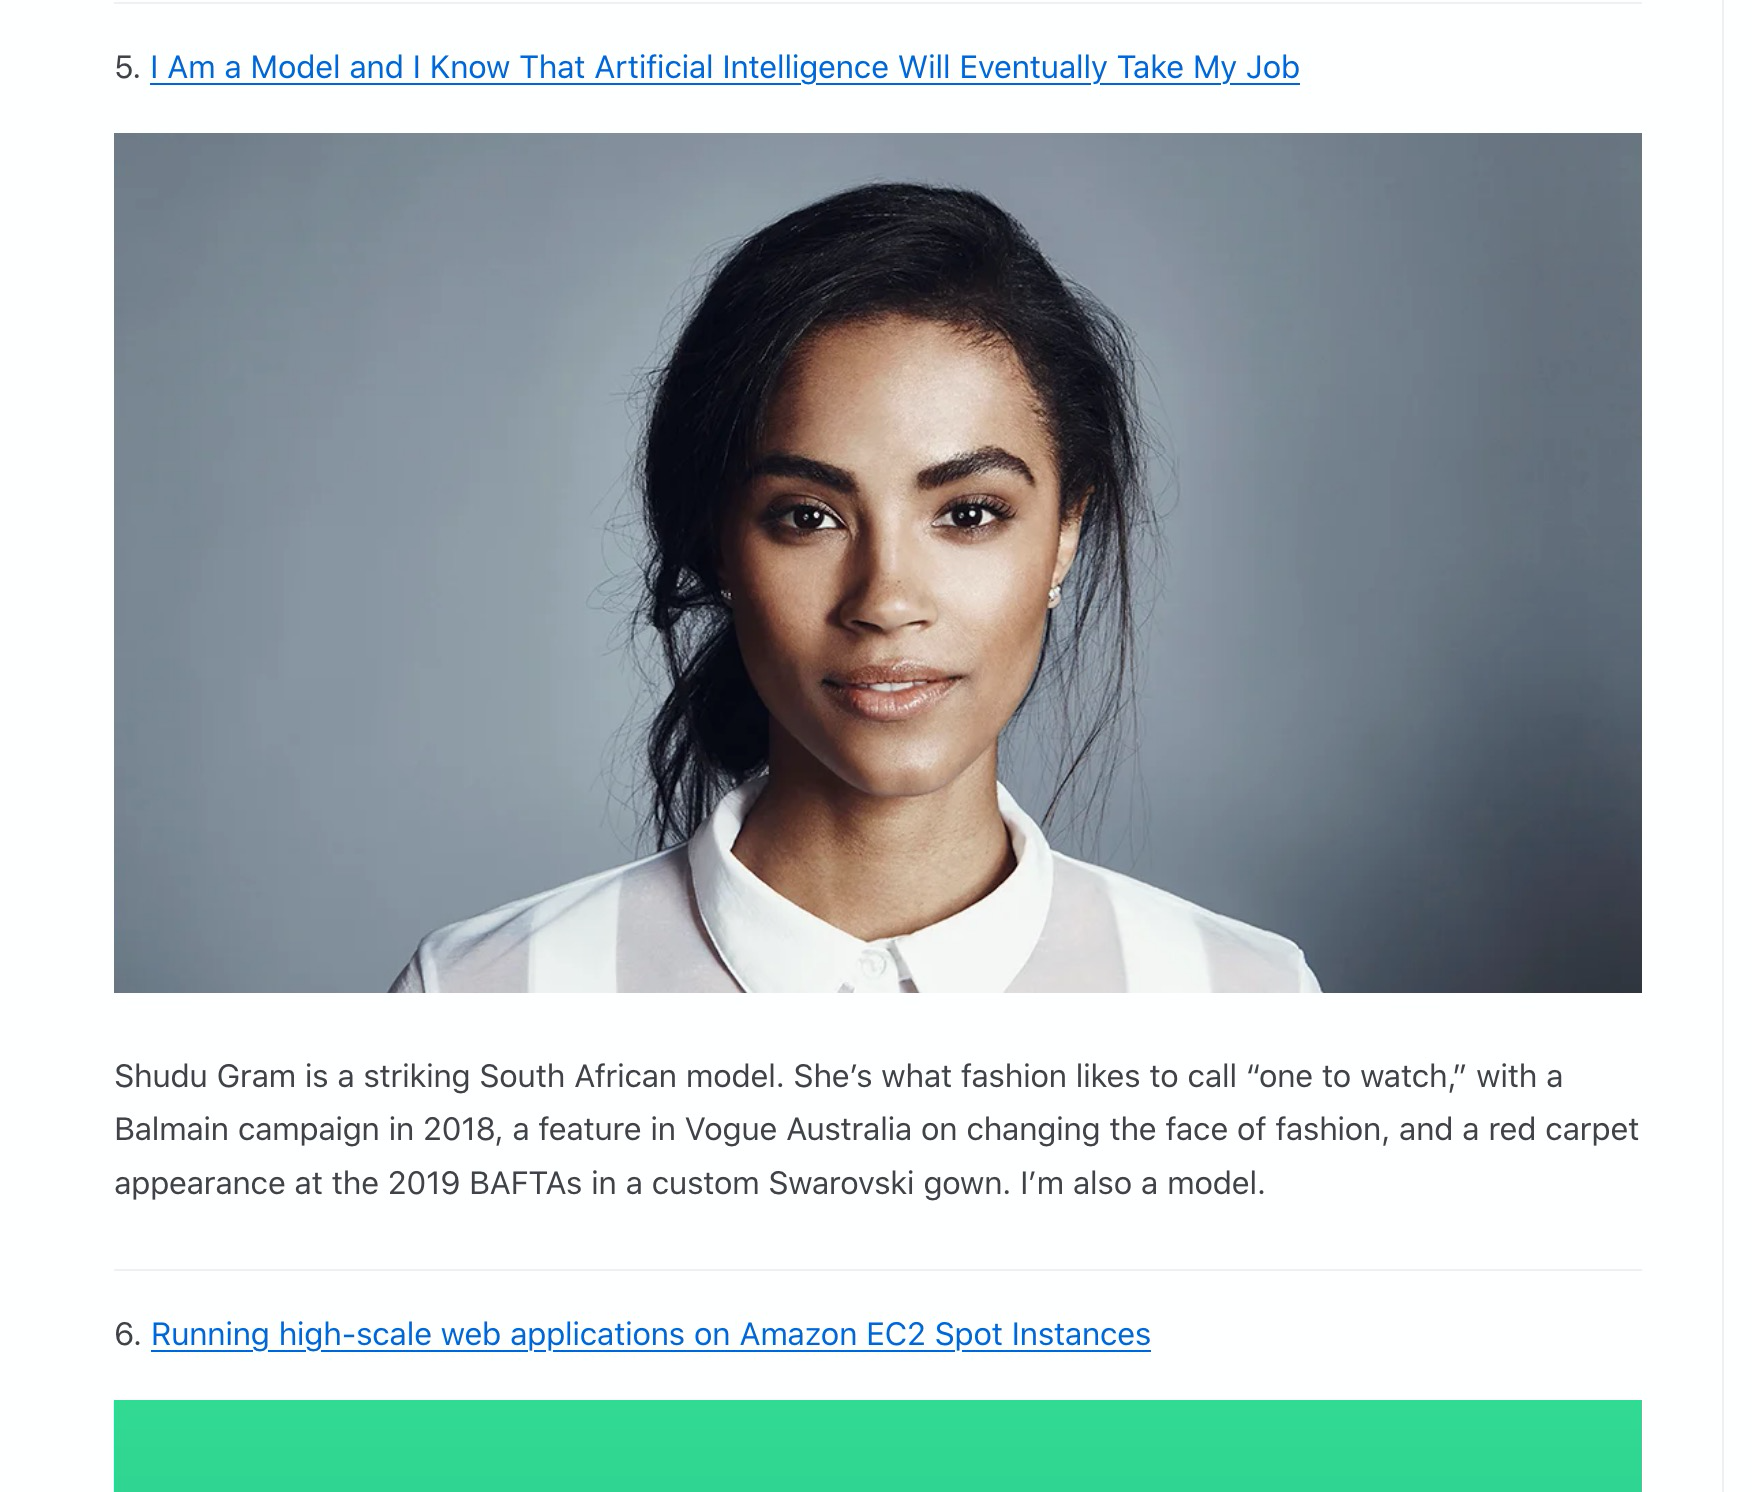 5. I Am a Model and I Know That Artificial Intelligence Will Eventually Take My Job
Shudu Gram is a striking South African model. She’s what fashion likes to call “one to watch,” with a
Balmain campaign in 2018, a feature in Vogue Australia on changing the face of fashion, and a red carpet
appearance at the 2019 BAFTAs in a custom Swarovski gown. I’m also a model.
6. Running high-scale web applications on Amazon EC2 Spot Instances